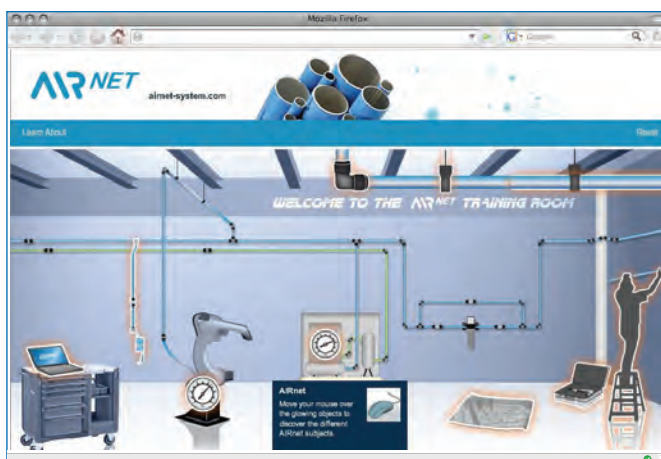 Mozilla Firefox
Google
AIRNET
airnet-system.com
Learn About
WELCOME TO THE AIRNET TRAINING ROOM
AIRnet
Move your mouse over
the glowing objects to
discover the different
AIRnet subjects.